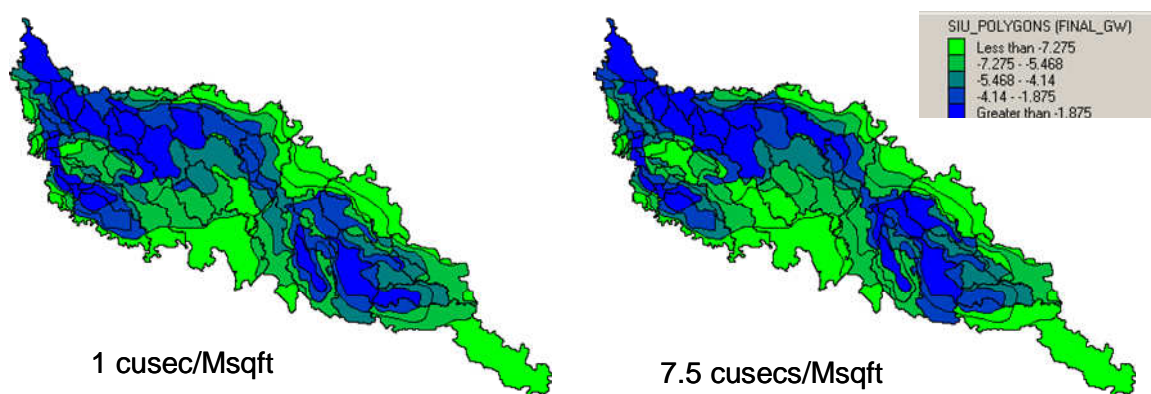 SIU_POLYGONS (FINAL_GW)
Less than -7.275
-7.275 - -5.468
-5.468 - -4.14
-4.14 - -1.875
Greater than -1.875
1 cusec/Msqft
7.5 cusecs/Msqft